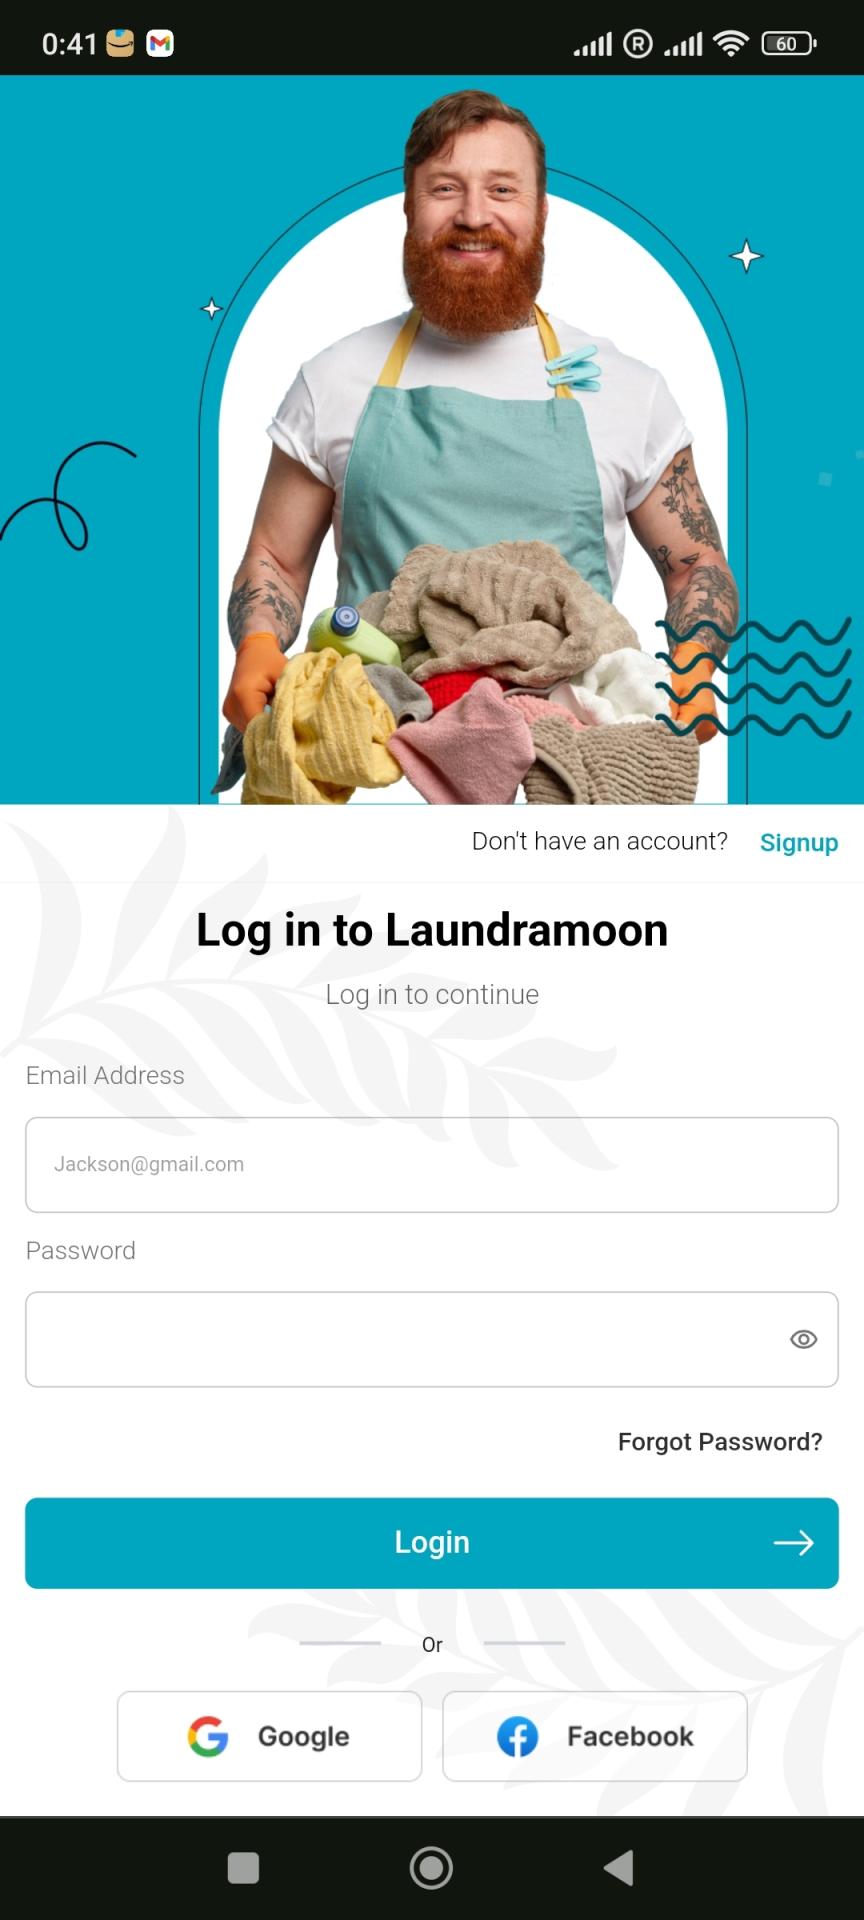 0:41
R
60
Don't have an account? Signup
Log in to Laundramoon
Log in to continue
Email Address
Jackson@gmail.com
Password
Forgot Password?
Login
Or
Google Facebook